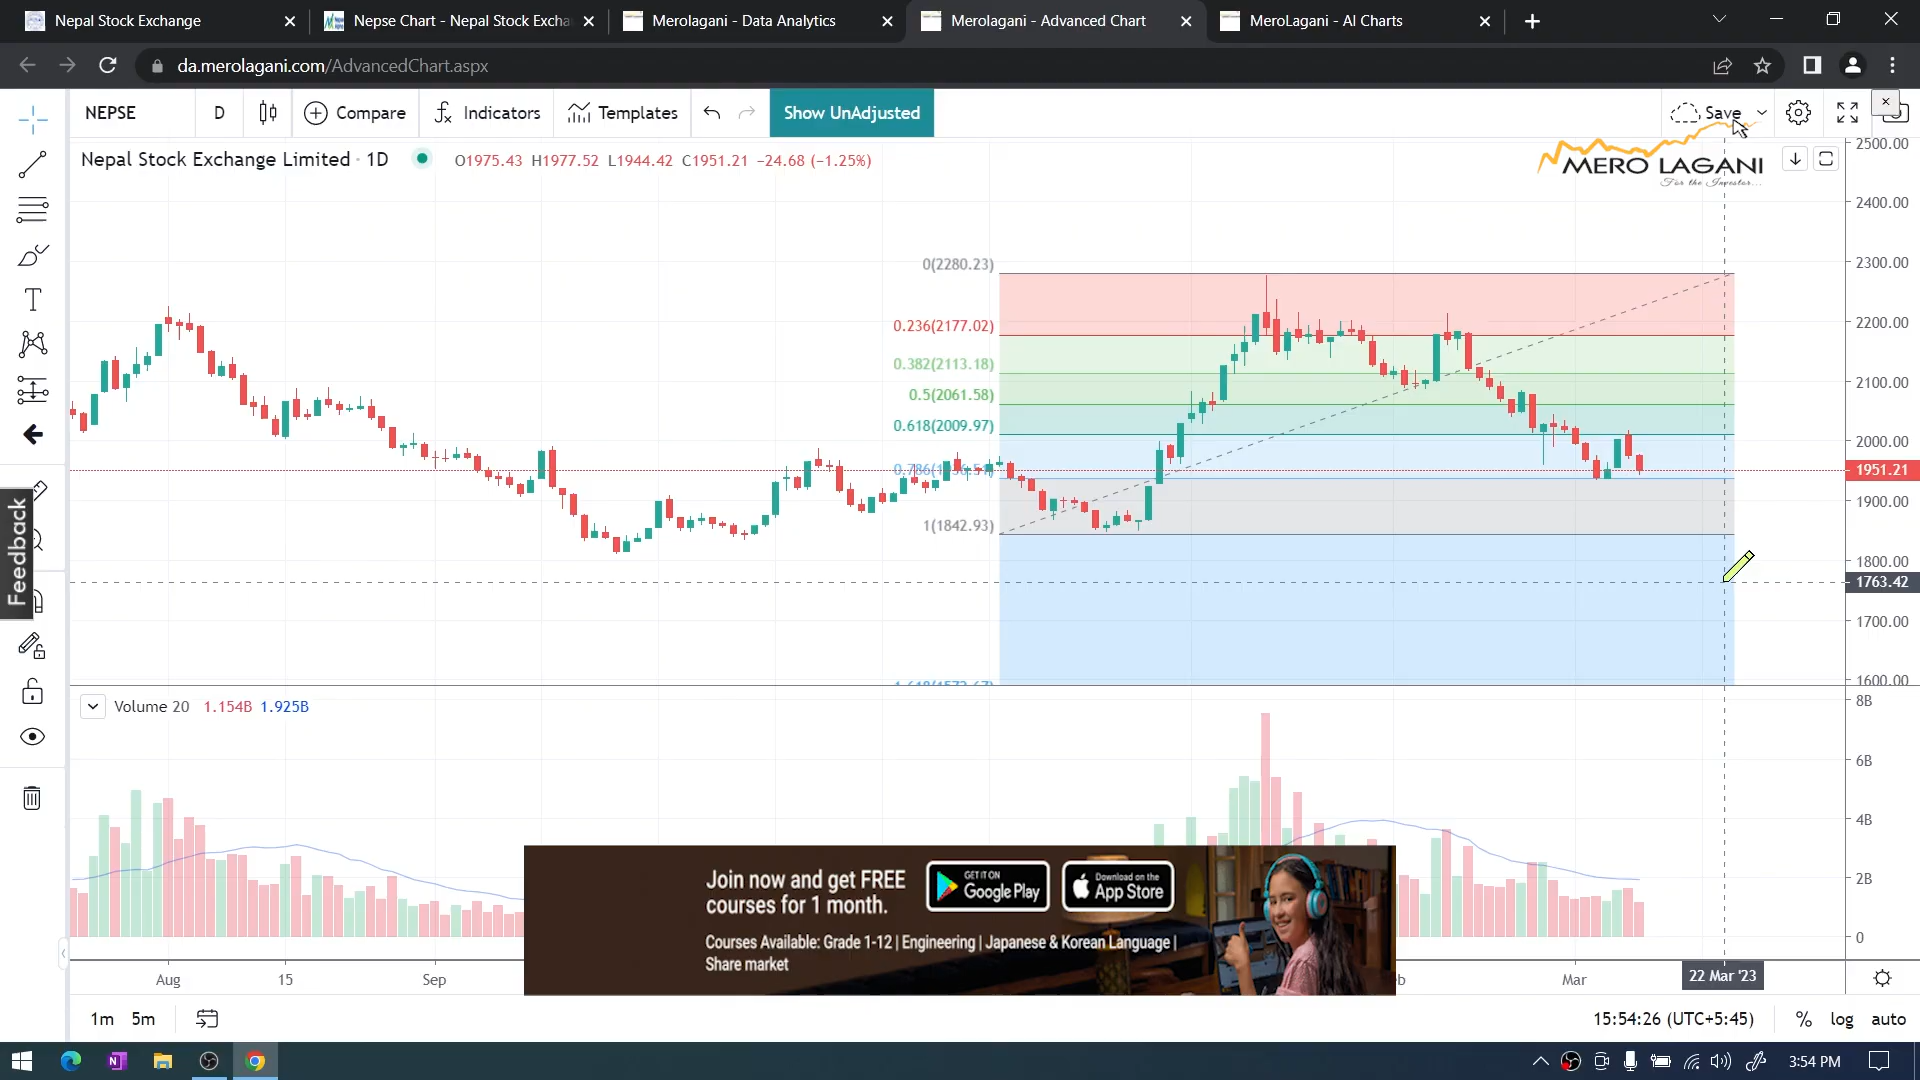 Nepal Stock Exchange
Nepse Chart - Nepal Stock Excha
Merolagani - Data Analytics
Merolagani - Advanced Chart
MeroLagani - AI Charts
da.merolagani.com/AdvancedChart.aspx
NEPSE
D
Compare
Indicators
Templates
Show UnAdjusted
Save
Nepal Stock Exchange Limited · 1D
O1975.43 H1977.52 L1944.42 C1951.21 −24.68 (−1.25%)
MERO LAGANI
For the Investor...
2500.00
2400.00
2300.00
2200.00
2100.00
2000.00
1951.21
1900.00
1800.00
1763.42
1700.00
1600.00
0(2280.23)
0.236(2177.02)
0.382(2113.18)
0.5(2061.58)
0.618(2009.97)
1(1842.93)
Feedback
Volume 20 1.154B 1.925B
8B
6B
4B
2B
0
Join now and get FREE
courses for 1 month.
GET IT ON
Google Play
Download on the
App Store
Courses Available: Grade 1-12 | Engineering | Japanese & Korean Language |
Share market
Aug
15
Sep
Mar
22 Mar '23
1m
5m
15:54:26 (UTC+5:45)
%
log
auto
3:54 PM